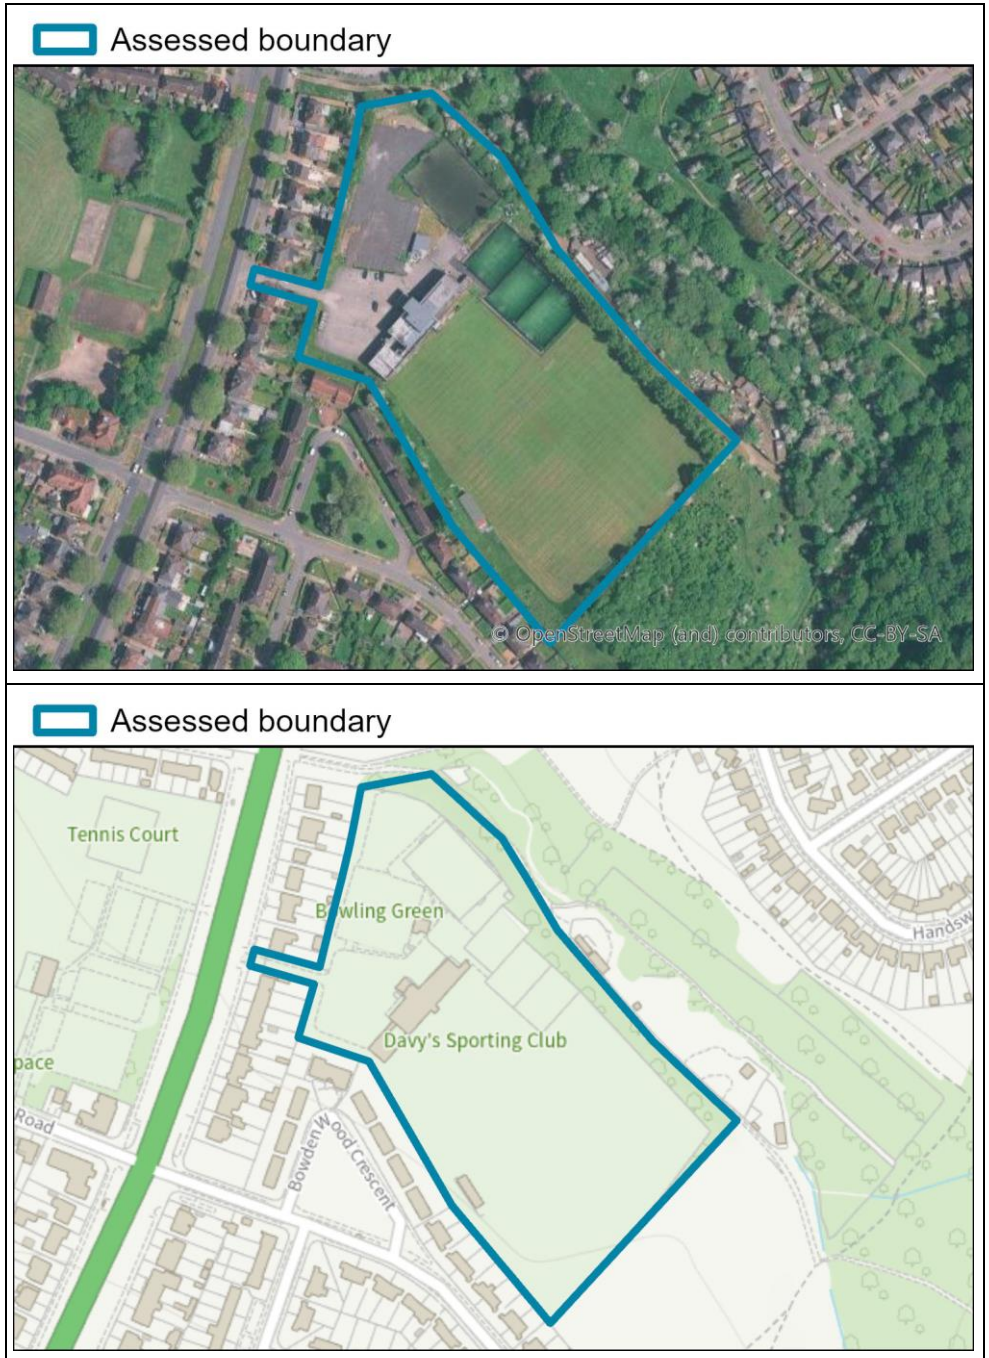 Assessed boundary
© OpenStreetMap (and) contributors, CC-BY-SA
Assessed boundary
Tennis Court
Bowling Green
Handsw
Davy's Sporting Club
pace
Road
Bowden Wood Crescent